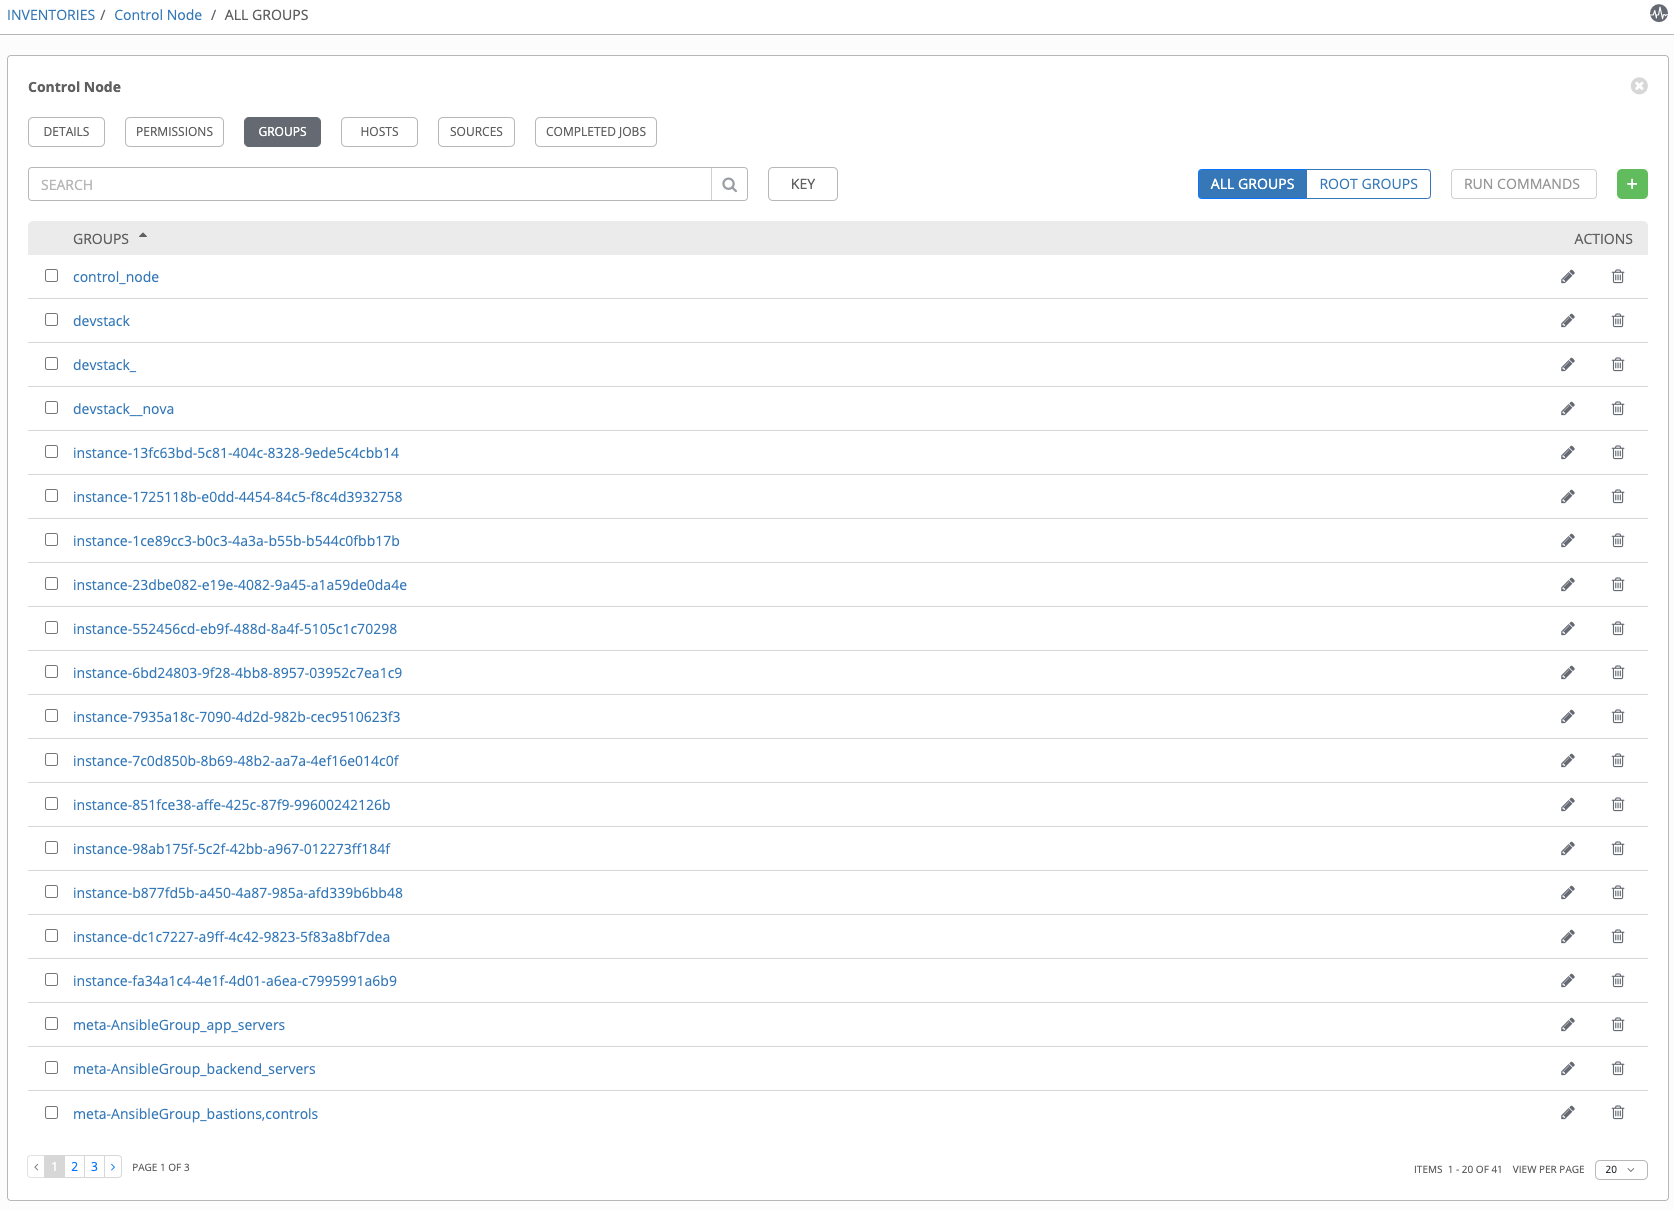 INVENTORIES / Control Node / ALL GROUPS
Control Node
DETAILS PERMISSIONS GROUPS HOSTS SOURCES COMPLETED JOBS
SEARCH KEY ALL GROUPS ROOT GROUPS RUN COMMANDS +
GROUPS ACTIONS
control_node
devstack
devstack_
devstack__nova
instance-13fc63bd-5c81-404c-8328-9ede5c4cbb14
instance-1725118b-e0dd-4454-84c5-f8c4d3932758
instance-1ce89cc3-b0c3-4a3a-b55b-b544c0fbb17b
instance-23dbe082-e19e-4082-9a45-a1a59de0da4e
instance-552456cd-eb9f-488d-8a4f-5105c1c70298
instance-6bd24803-9f28-4bb8-8957-03952c7ea1c9
instance-7935a18c-7090-4d2d-982b-cec9510623f3
instance-7c0d850b-8b69-48b2-aa7a-4ef16e014c0f
instance-851fce38-affe-425c-87f9-99600242126b
instance-98ab175f-5c2f-42bb-a967-012273ff184f
instance-b877fd5b-a450-4a87-985a-afd339b6bb48
instance-dc1c7227-a9ff-4c42-9823-5f83a8bf7dea
instance-fa34a1c4-4e1f-4d01-a6ea-c7995991a6b9
meta-AnsibleGroup_app_servers
meta-AnsibleGroup_backend_servers
meta-AnsibleGroup_bastions,controls
< 1 2 3 > PAGE 1 OF 3 ITEMS 1 - 20 OF 41 VIEW PER PAGE 20